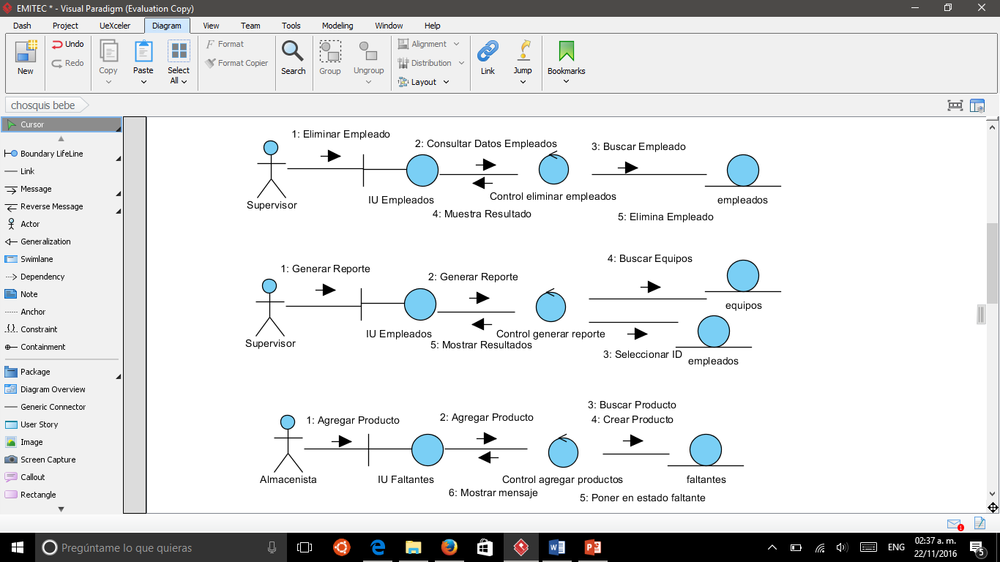 EMITEC * - Visual Paradigm (Evaluation Copy)
Dash Project UeXceler Diagram View Team Tools Modeling Window Help
New
Undo
Redo
Copy
Paste
Select
All
Format
Format Copier
Search
Group
Ungroup
Alignment
Distribution
Layout
Link
Jump
Bookmarks
chosquis bebe
Cursor
Boundary LifeLine
Link
Message
Reverse Message
Actor
Generalization
Swimlane
Dependency
Note
Anchor
Constraint
Containment
Package
Diagram Overview
Generic Connector
User Story
Image
Screen Capture
Callout
Rectangle
1: Eliminar Empleado
2: Consultar Datos Empleados
3: Buscar Empleado
Supervisor
IU Empleados
Control eliminar empleados
empleados
4: Muestra Resultado
5: Elimina Empleado
1: Generar Reporte
2: Generar Reporte
4: Buscar Equipos
equipos
Supervisor
IU Empleados
Control generar reporte
5: Mostrar Resultados
3: Seleccionar ID
empleados
1: Agregar Producto
2: Agregar Producto
3: Buscar Producto
4: Crear Producto
Almacenista
IU Faltantes
Control agregar productos
faltantes
6: Mostrar mensaje
5: Poner en estado faltante
1
Pregúntame lo que quieras
ENG
02:37 a. m.
22/11/2016
5